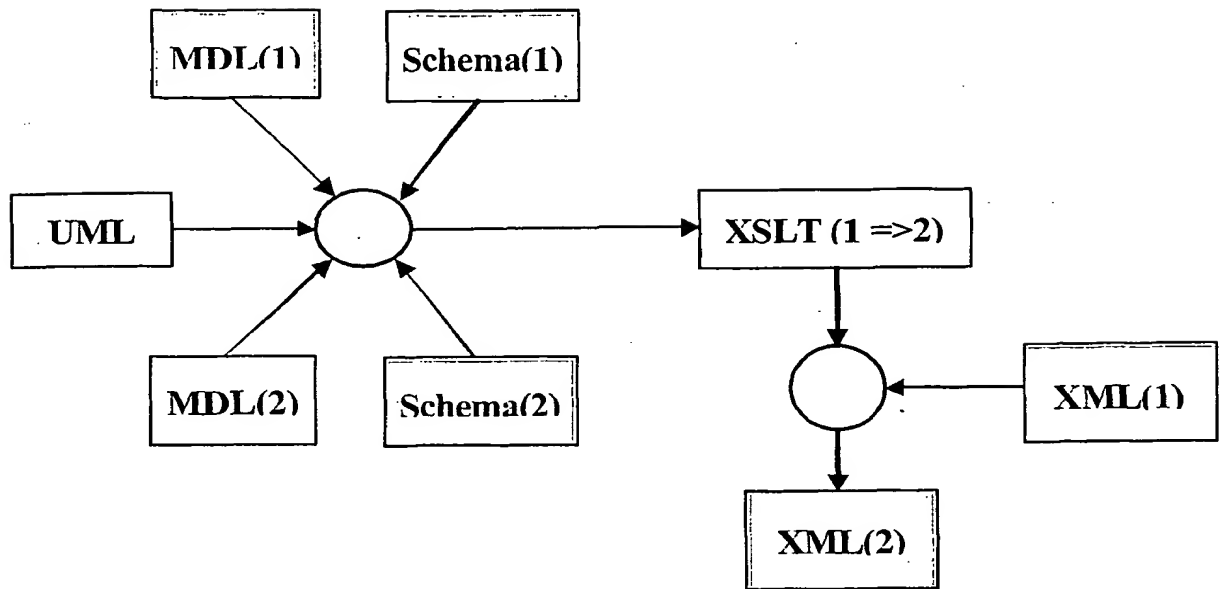 MDL(1)
Schema(1)
UML
XSLT (1 =>2)
MDL(2)
Schema(2)
XML(1)
XML(2)